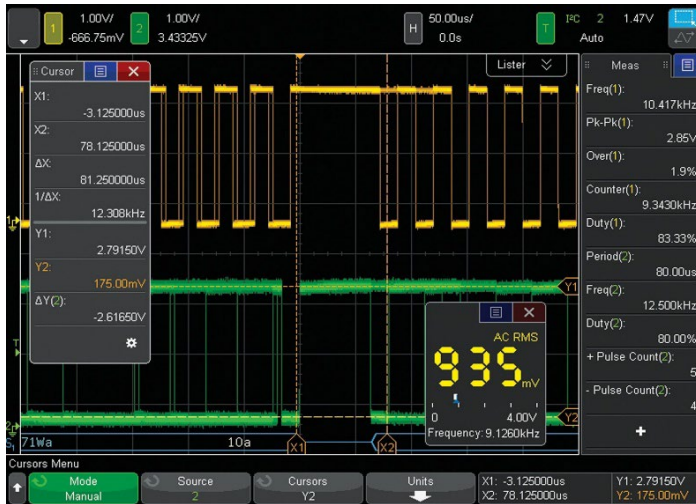 1 1.00V/ 2 1.00V/ H 50.00us/ T I²C 2 1.47V
-666.75mV 3.43325V 0.0s Auto
Cursor
X1:
-3.125000us
X2:
78.125000us
ΔX:
81.250000us
1/ΔX:
12.308kHz
Y1:
2.79150V
Y2:
175.00mV
ΔY(2):
-2.61650V
Lister
Meas
Freq(1):
10.417kHz
Pk-Pk(1):
2.85V
Over(1):
1.9%
Counter(1):
9.3430kHz
Duty(1):
83.33%
Period(2):
80.00us
Freq(2):
12.500kHz
Duty(2):
80.00%
+ Pulse Count(2):
5
- Pulse Count(2):
4
+
Y1
AC RMS
935 mV
0 4.00V
Frequency: 9.1260kHz
Y2
1
T
2
S1 71Wa 10a X1 X2
Cursors Menu
Mode Source Cursors Units X1: -3.125000us Y1: 2.79150V
Manual 2 Y2 X2: 78.125000us Y2: 175.00mV